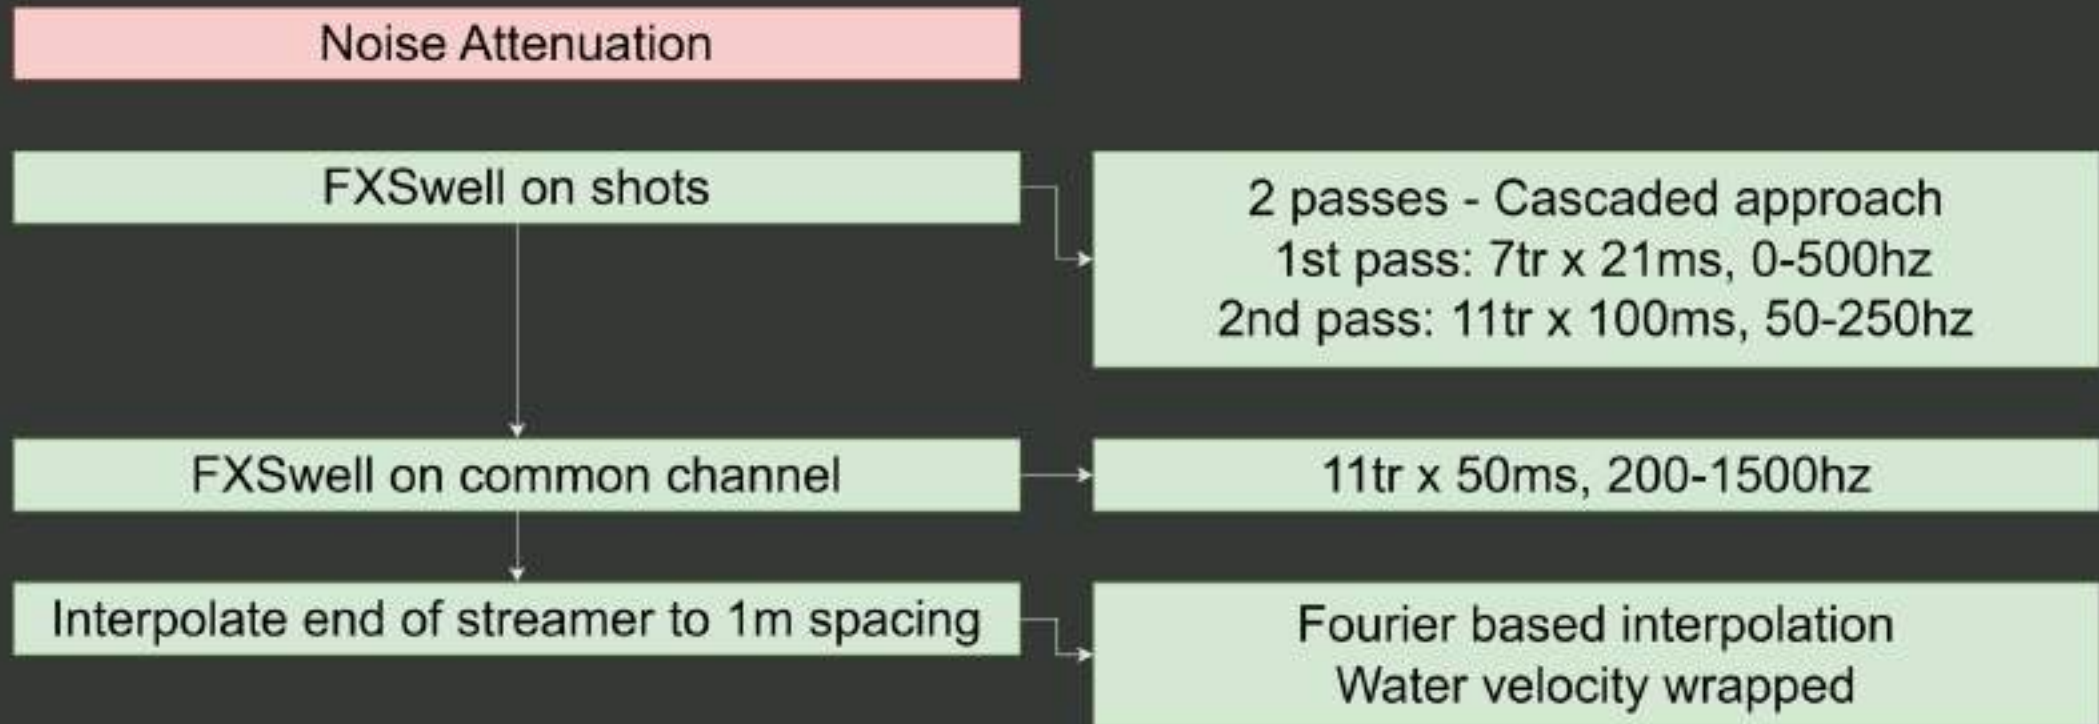 Noise Attenuation
FXSwell on shots
2 passes - Cascaded approach
1st pass: 7tr x 21ms, 0-500hz
2nd pass: 11tr x 100ms, 50-250hz
FXSwell on common channel
11tr x 50ms, 200-1500hz
Interpolate end of streamer to 1m spacing
Fourier based interpolation
Water velocity wrapped